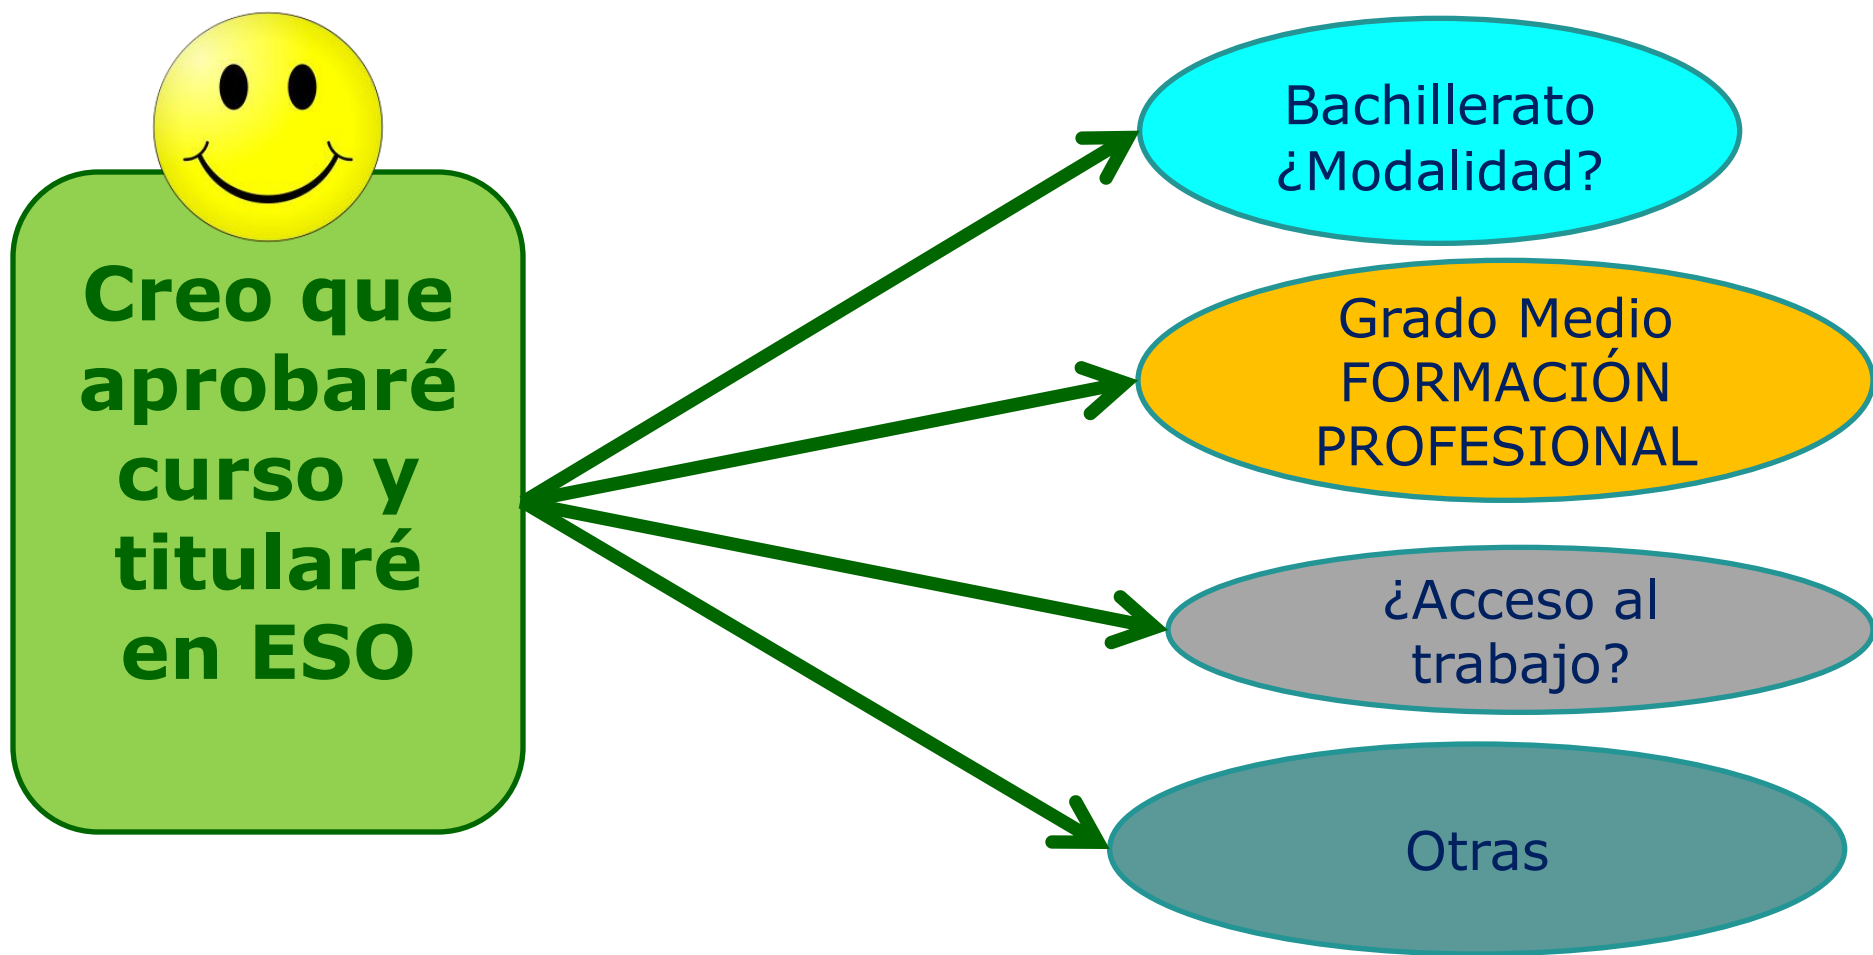 Creo que
aprobaré
curso y
titularé
en ESO
Bachillerato
¿Modalidad?
Grado Medio
FORMACIÓN
PROFESIONAL
¿Acceso al
trabajo?
Otras